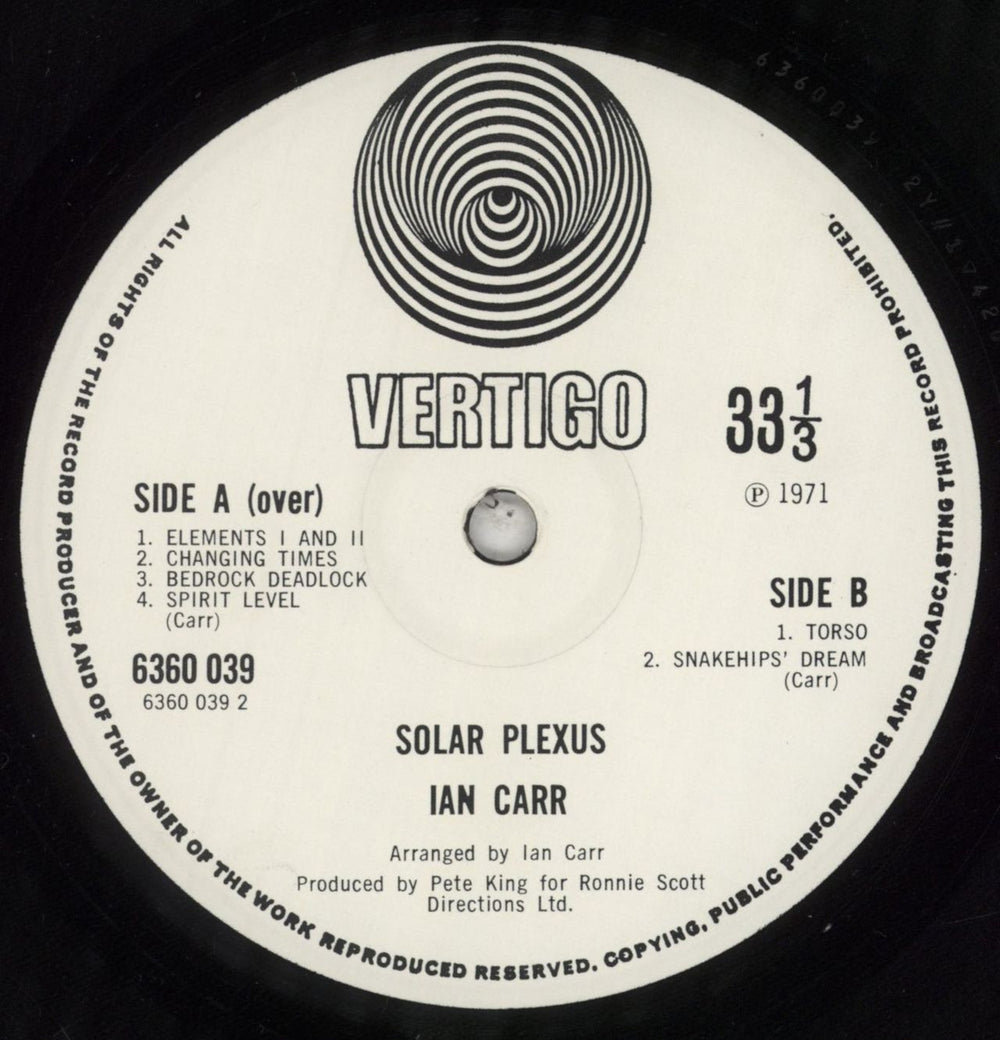 VERTIGO
33 1/3
℗ 1971
SIDE A (over)
1. ELEMENTS I AND II
2. CHANGING TIMES
3. BEDROCK DEADLOCK
4. SPIRIT LEVEL
(Carr)
6360 039
6360 039 2
SIDE B
1. TORSO
2. SNAKEHIPS' DREAM
(Carr)
SOLAR PLEXUS
IAN CARR
Arranged by Ian Carr
Produced by Pete King for Ronnie Scott
Directions Ltd.
ALL RIGHTS OF THE RECORD PRODUCER AND OF THE OWNER OF THE WORK REPRODUCED RESERVED. COPYING, PUBLIC PERFORMANCE AND BROADCASTING THIS RECORD PROHIBITED.